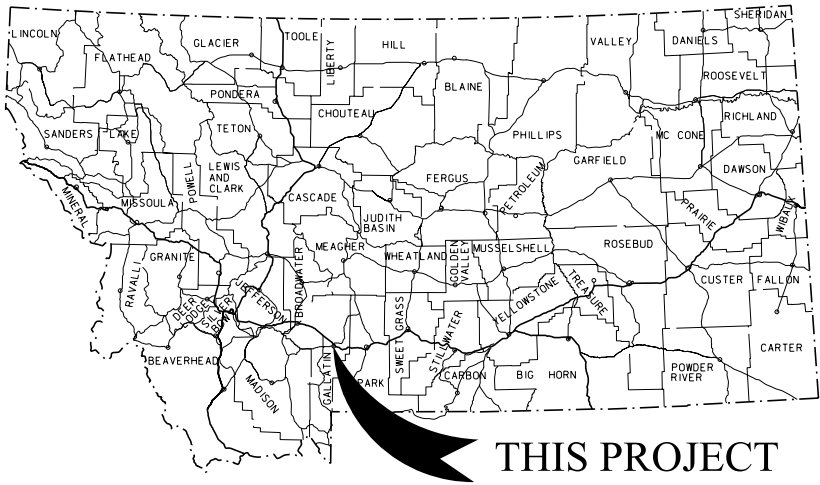 SHERIDAN
LINCOLN
FLATHEAD
GLACIER
TOOLE
LIBERTY
HILL
VALLEY
DANIELS
ROOSEVELT
PONDERA
BLAINE
CHOUTEAU
RICHLAND
SANDERS
LAKE
TETON
PHILLIPS
MC CONE
LEWIS
AND
CLARK
POWELL
GARFIELD
DAWSON
FERGUS
PETROLEUM
MINERAL
MISSOULA
CASCADE
JUDITH
BASIN
PRAIRIE
WIBAUX
MEAGHER
BROADWATER
WHEATLAND
GOLDEN
VALLEY
MUSSELSHELL
ROSEBUD
GRANITE
RAVALLI
CUSTER
FALLON
DEER
LODGE
SILVER
BOW
JEFFERSON
YELLOWSTONE
TREASURE
SWEET GRASS
STILLWATER
CARTER
BEAVERHEAD
MADISON
GALLATIN
PARK
CARBON
BIG HORN
POWDER
RIVER
THIS PROJECT